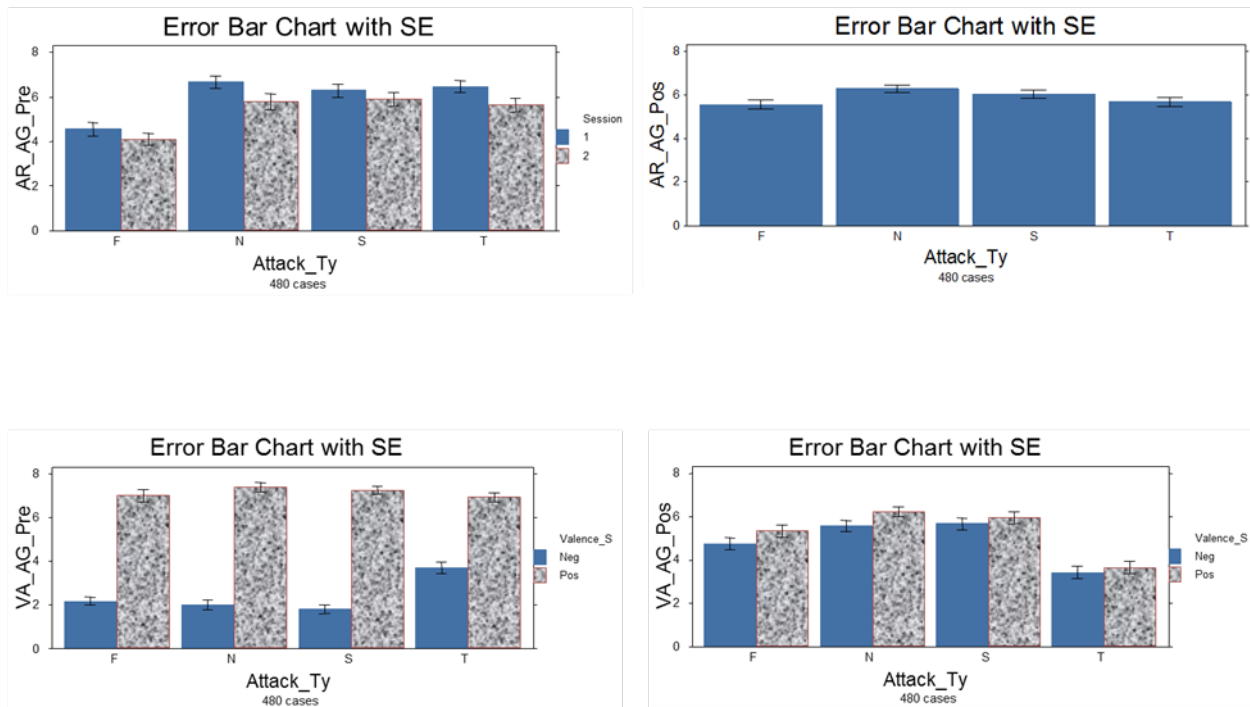 Error Bar Chart with SE
8
6
4
2
0
AR_AG_Pre
F N S T
Attack_Ty
480 cases
Session
1
2
Error Bar Chart with SE
8
6
4
2
0
AR_AG_Pos
F N S T
Attack_Ty
480 cases
Error Bar Chart with SE
8
6
4
2
0
VA_AG_Pre
F N S T
Attack_Ty
480 cases
Valence_S
Neg
Pos
Error Bar Chart with SE
8
6
4
2
0
VA_AG_Pos
F N S T
Attack_Ty
480 cases
Valence_S
Neg
Pos